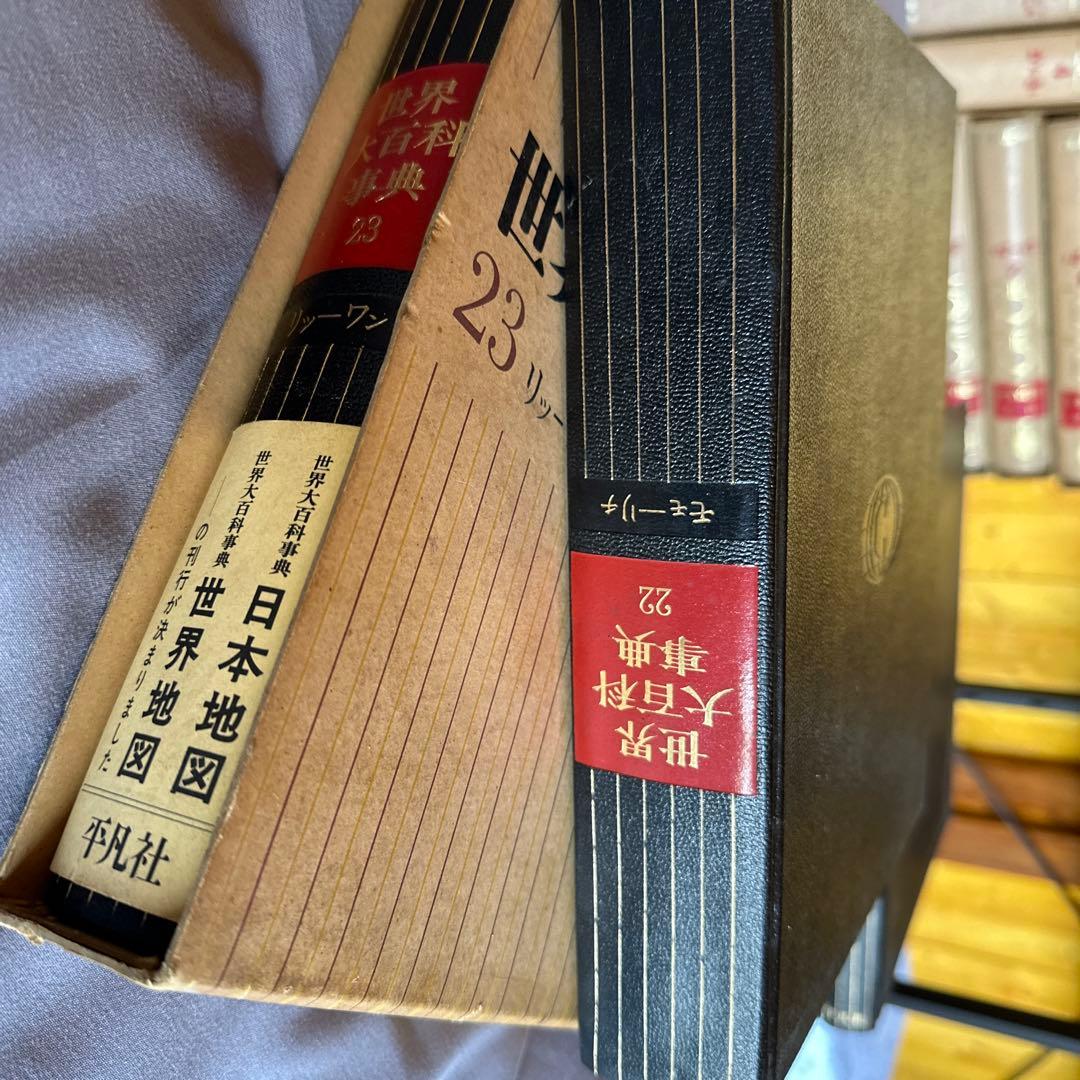 世界
大百科
事典
23
リッーワン
世界大百科事典 日本地図
世界大百科事典 世界地図
——の刊行が決まりました
平凡社
世
23
リッー
世界
大百科
事典
22
モェーリチ